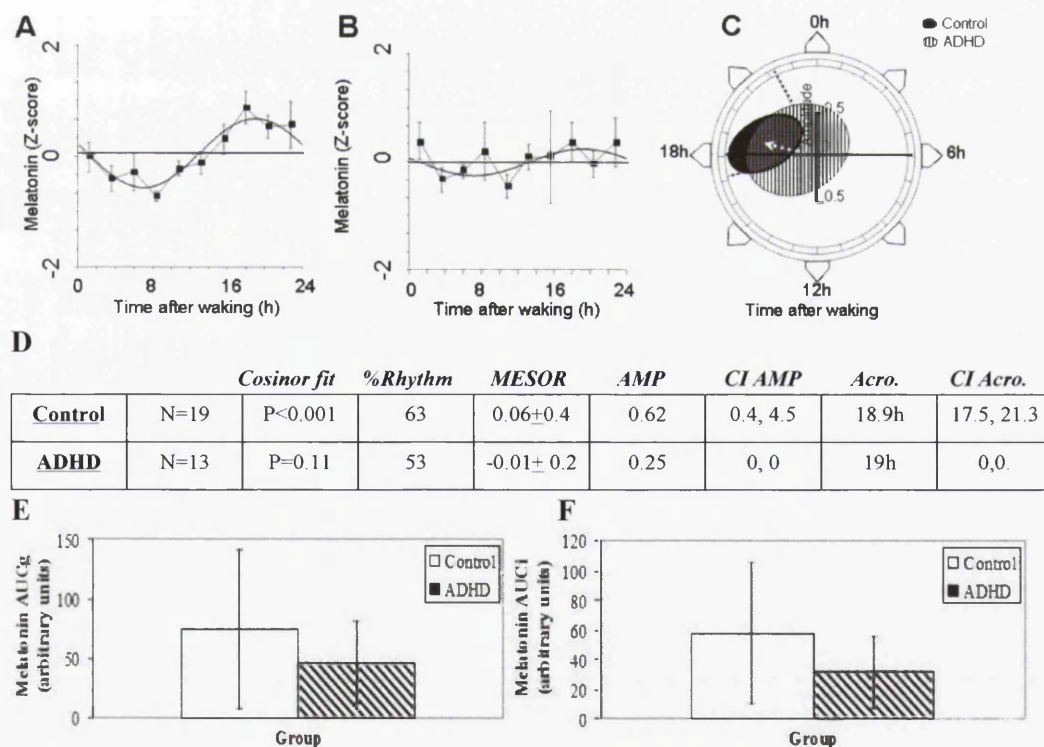 A
Melatonin (Z-score)
2
0
-2
0 8 16 24
Time after waking (h)
B
Melatonin (Z-score)
2
0
-2
0 8 16 24
Time after waking (h)
C
Control
ADHD
0h
0.5
18h
6h
0.5
12h
Time after waking
D
Cosinor fit %Rhythm MESOR AMP CI AMP Acro. CI Acro.
Control N=19 P<0.001 63 0.06±0.4 0.62 0.4, 4.5 18.9h 17.5, 21.3
ADHD N=13 P=0.11 53 -0.01± 0.2 0.25 0, 0 19h 0,0.
E
Melatonin AUCg
(arbitrary units)
150
100
50
0
Control
ADHD
Group
F
Melatonin AUCi
(arbitrary units)
120
100
80
60
40
20
0
Control
ADHD
Group